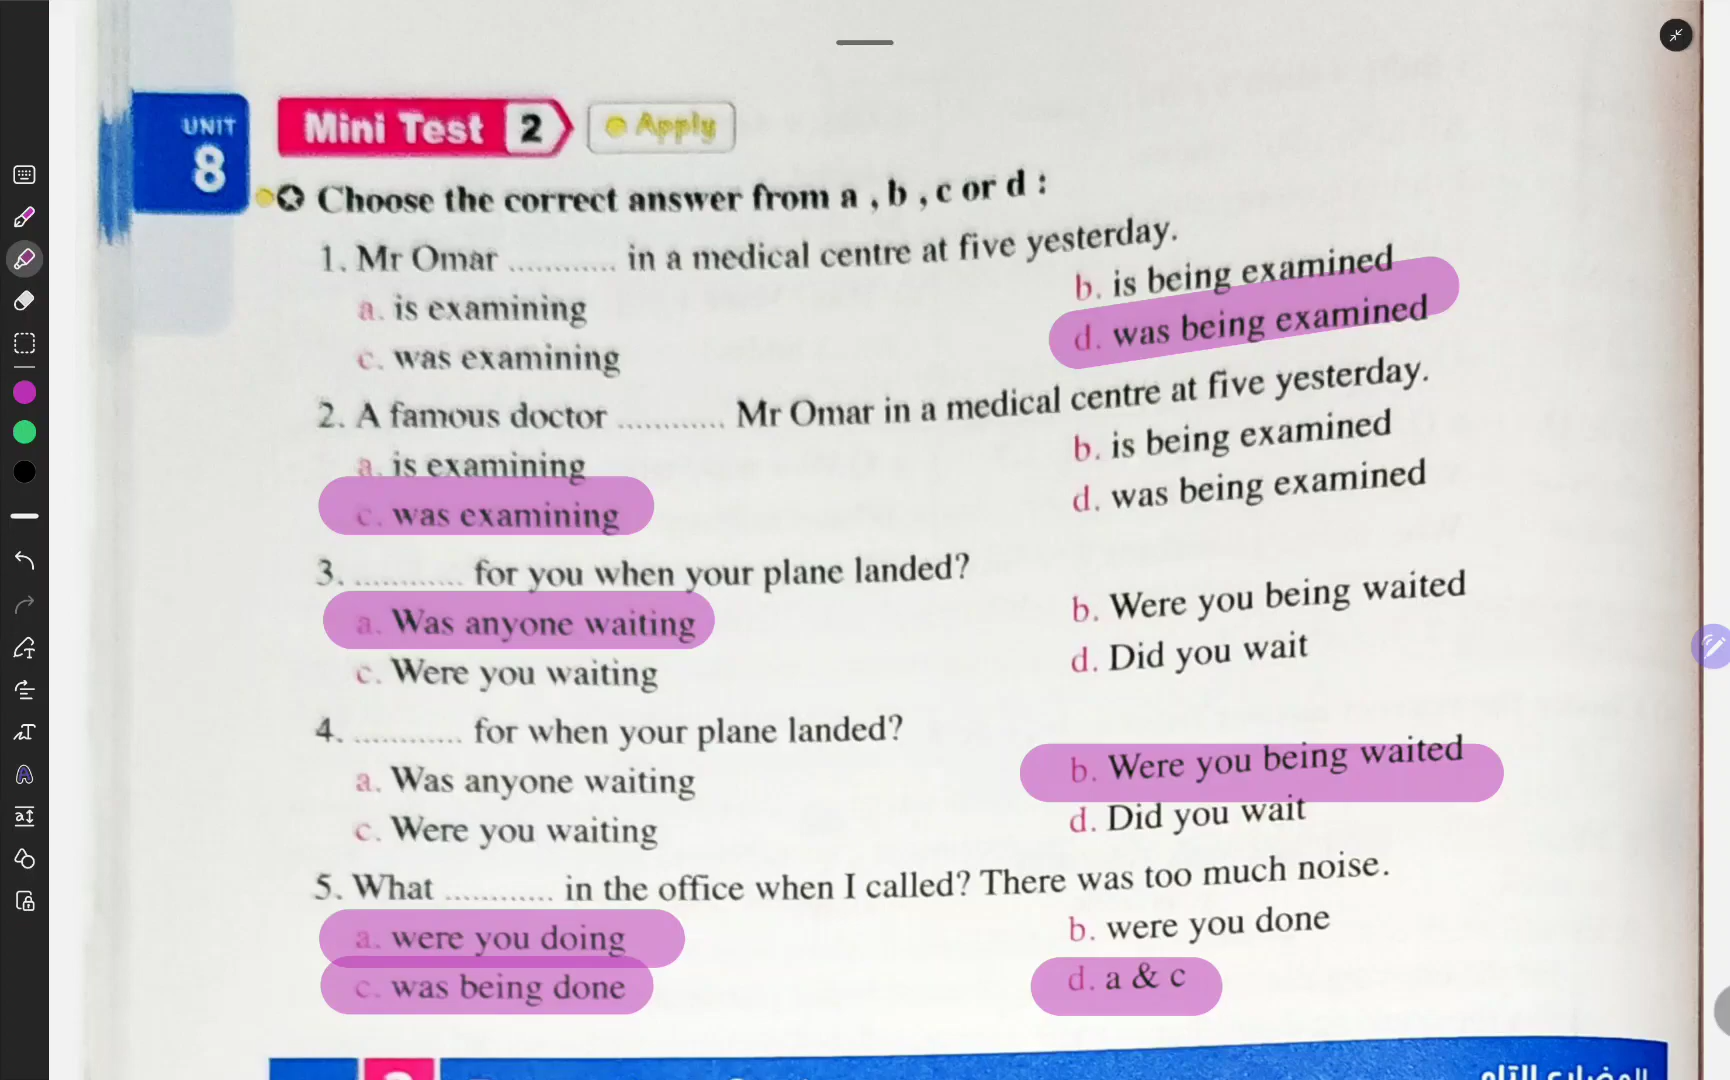 UNIT
8
Mini Test 2 Apply
Choose the correct answer from a , b , c or d :
1. Mr Omar ............ in a medical centre at five yesterday.
a. is examining
b. is being examined
c. was examining
d. was being examined
2. A famous doctor ............ Mr Omar in a medical centre at five yesterday.
a. is examining
b. is being examined
c. was examining
d. was being examined
3. ............ for you when your plane landed?
a. Was anyone waiting
b. Were you being waited
c. Were you waiting
d. Did you wait
4. ............ for when your plane landed?
a. Was anyone waiting
b. Were you being waited
c. Were you waiting
d. Did you wait
5. What ............ in the office when I called? There was too much noise.
a. were you doing
b. were you done
c. was being done
d. a & c